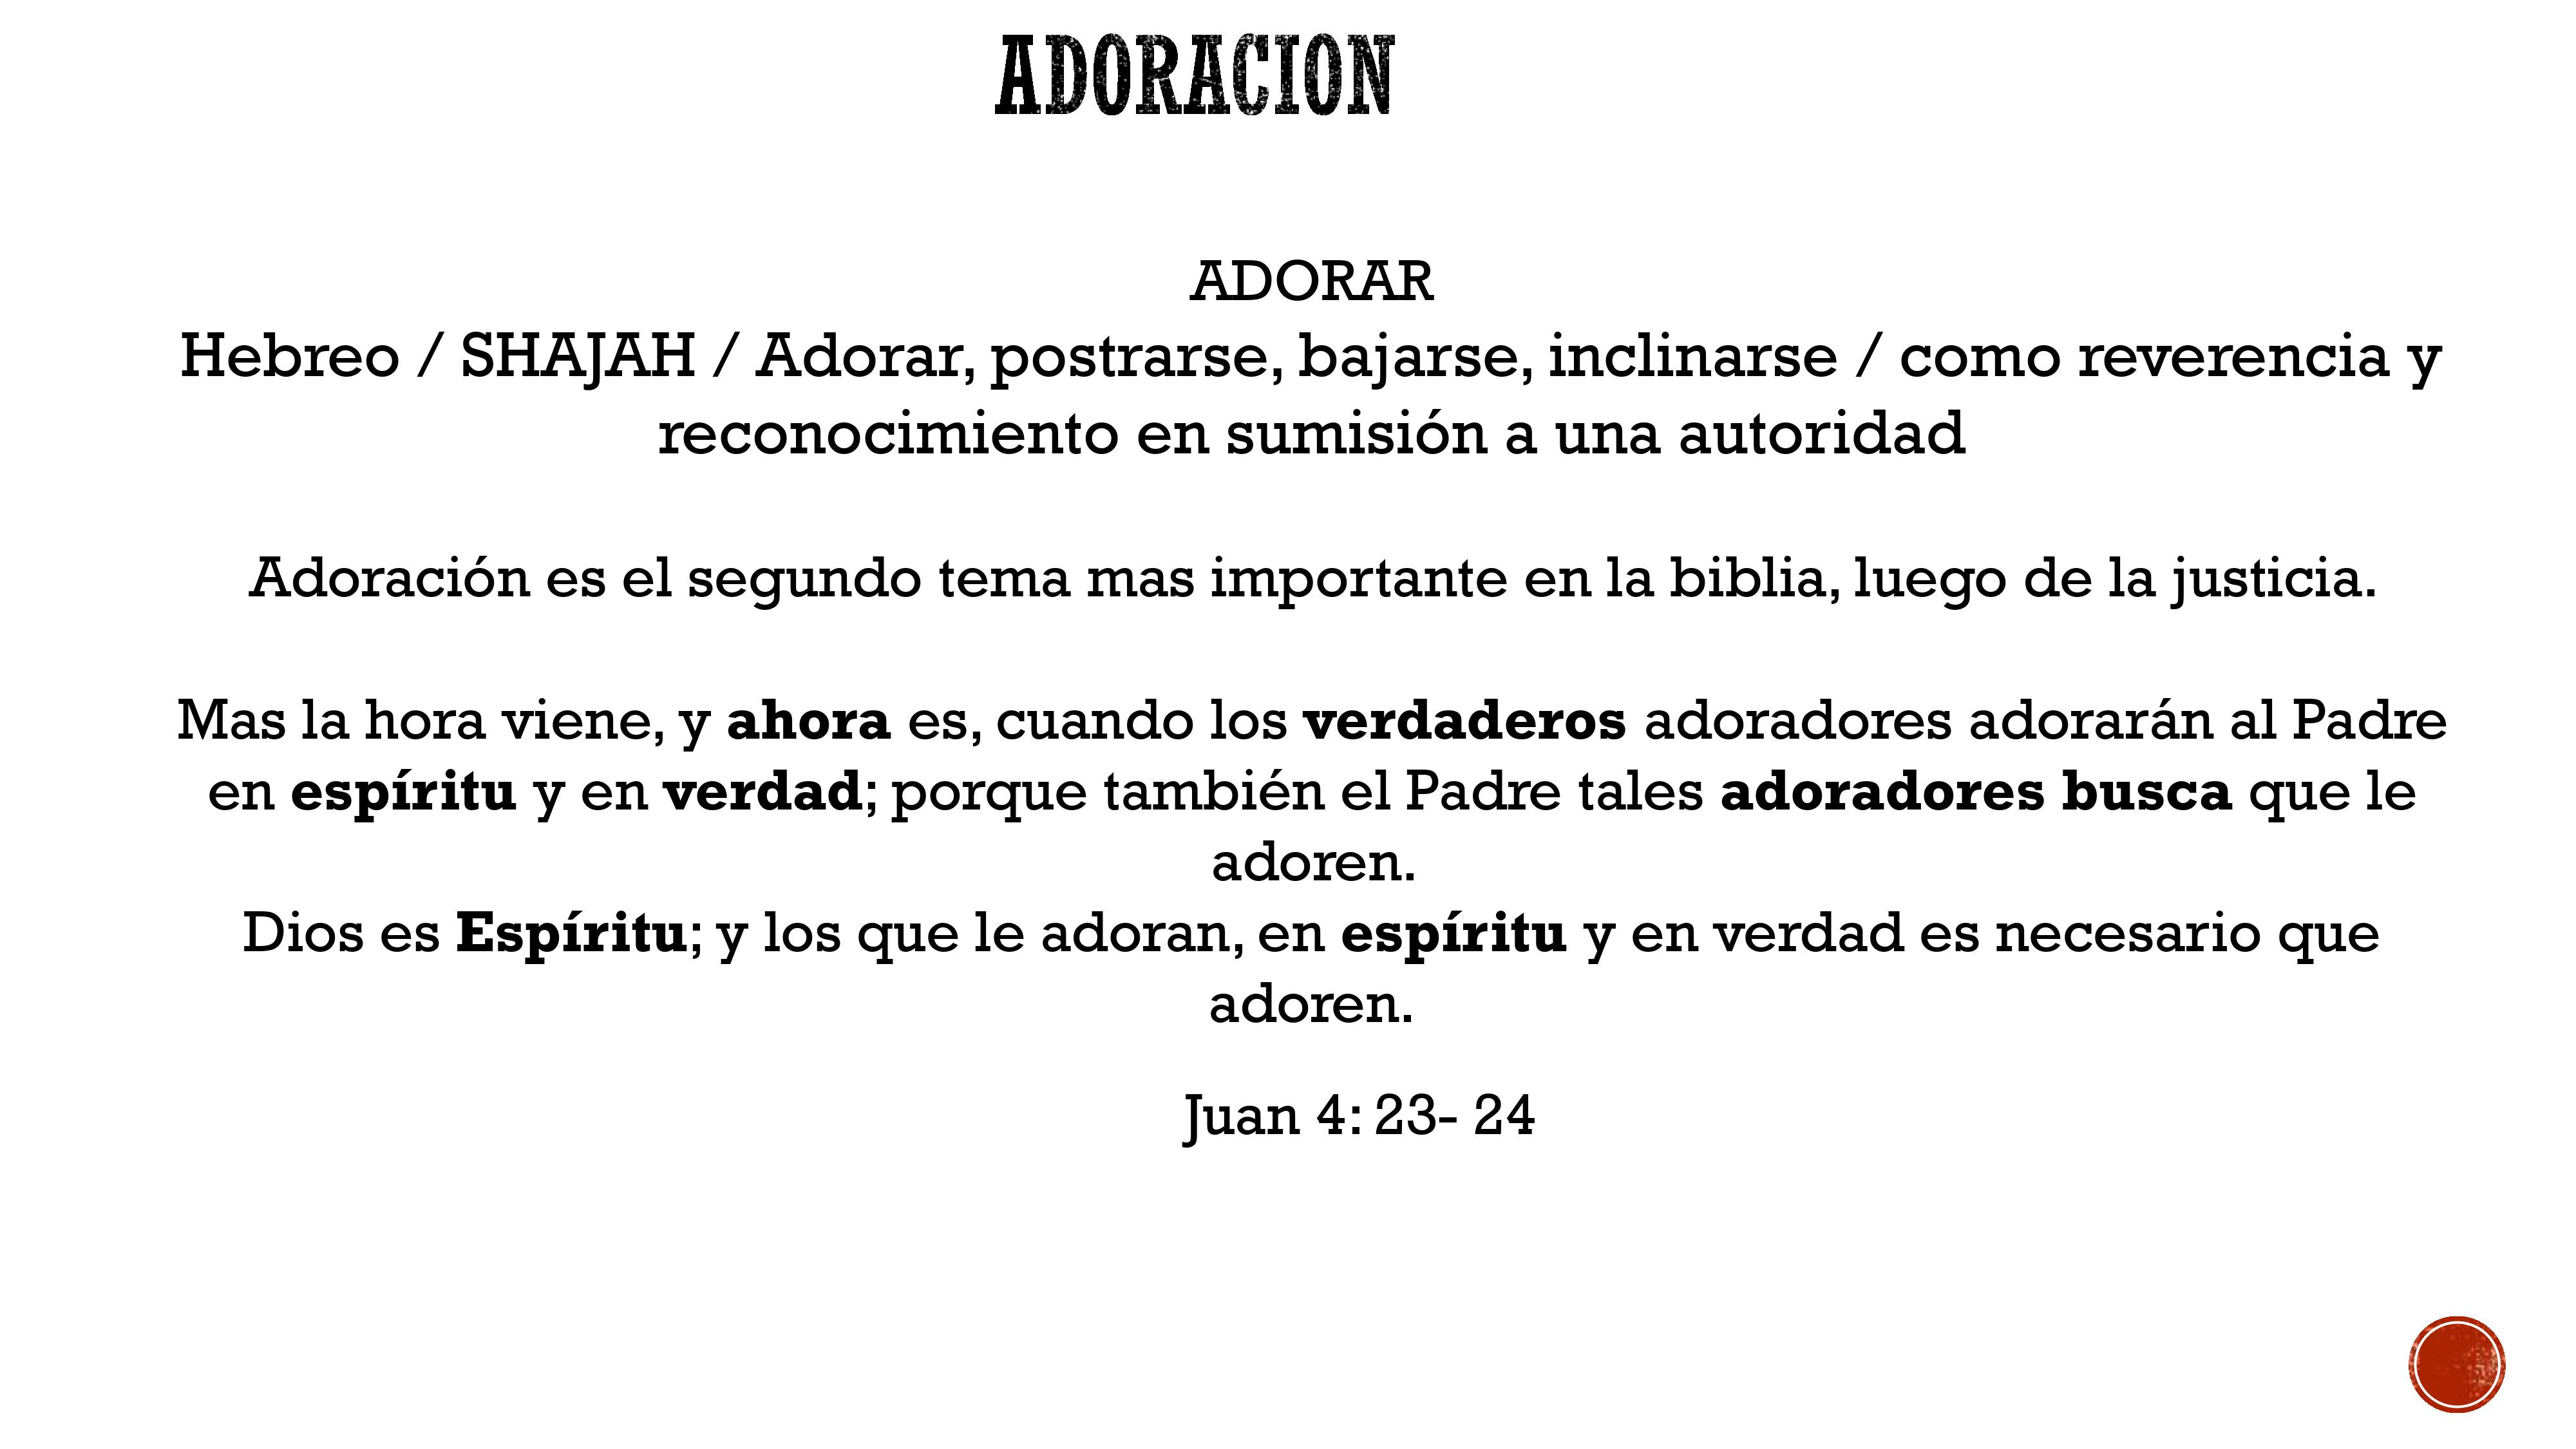 ADORACION
ADORAR
Hebreo / SHAJAH / Adorar, postrarse, bajarse, inclinarse / como reverencia y
reconocimiento en sumisión a una autoridad
Adoración es el segundo tema mas importante en la biblia, luego de la justicia.
Mas la hora viene, y ahora es, cuando los verdaderos adoradores adorarán al Padre
en espíritu y en verdad; porque también el Padre tales adoradores busca que le
adoren.
Dios es Espíritu; y los que le adoran, en espíritu y en verdad es necesario que
adoren.
Juan 4: 23- 24